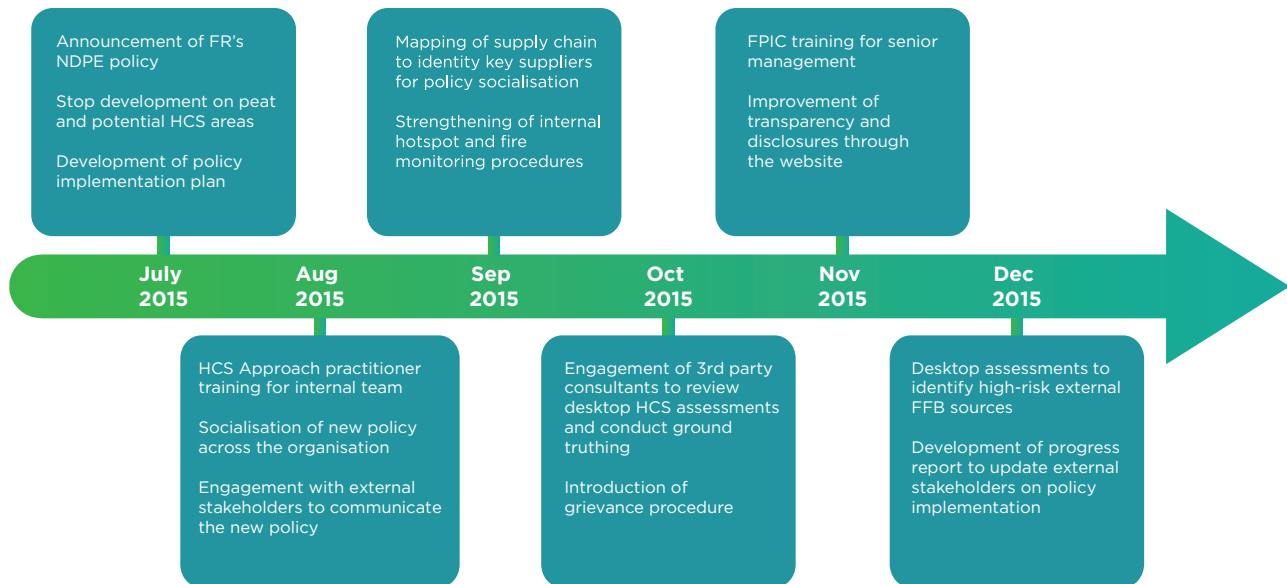 Announcement of FR's
NDPE policy
Stop development on peat
and potential HCS areas
Development of policy
implementation plan
Mapping of supply chain
to identity key suppliers
for policy socialisation
Strengthening of internal
hotspot and fire
monitoring procedures
FPIC training for senior
management
Improvement of
transparency and
disclosures through
the website
July
2015
Aug
2015
Sep
2015
Oct
2015
Nov
2015
Dec
2015
HCS Approach practitioner
training for internal team
Socialisation of new policy
across the organisation
Engagement with external
stakeholders to communicate
the new policy
Engagement of 3rd party
consultants to review
desktop HCS assessments
and conduct ground
truthing
Introduction of
grievance procedure
Desktop assessments to
identify high-risk external
FFB sources
Development of progress
report to update external
stakeholders on policy
implementation